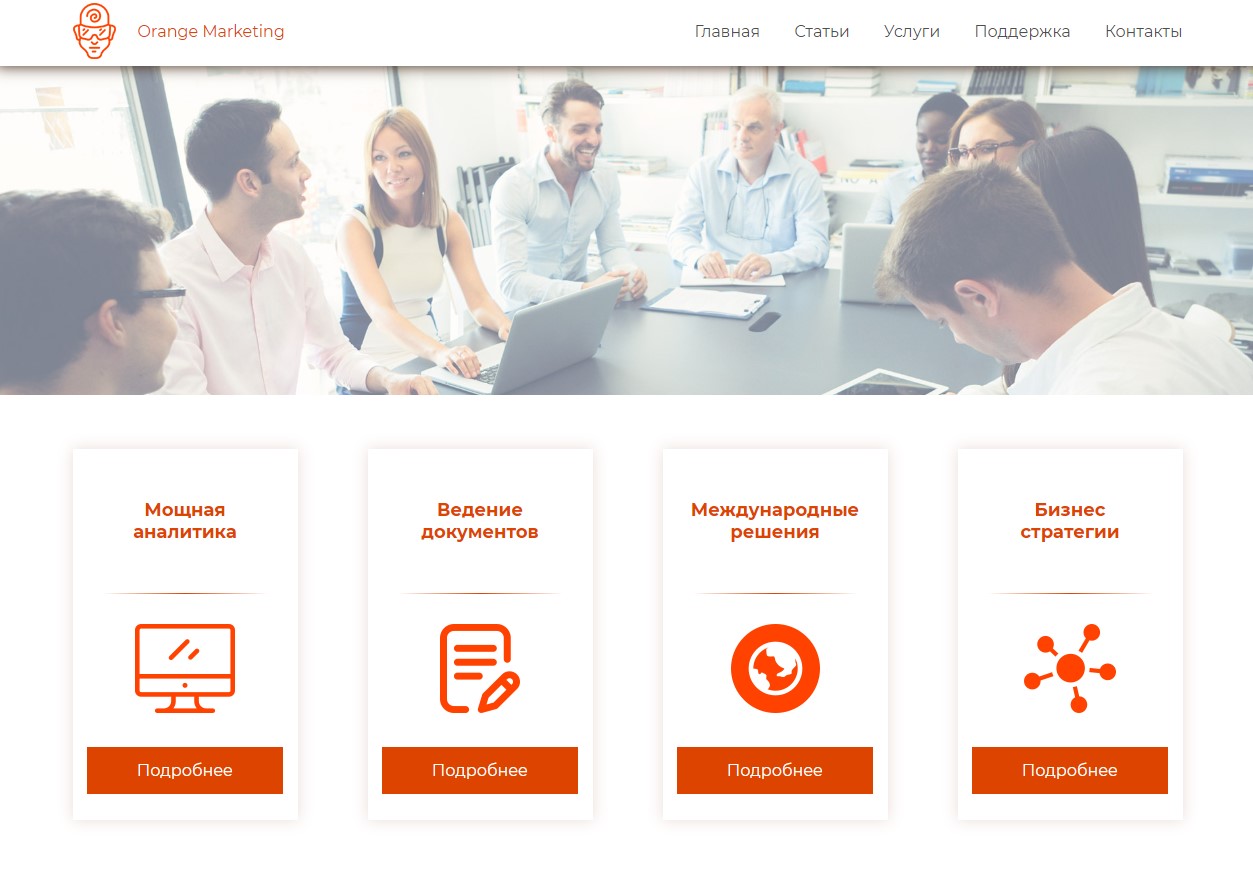 Orange Marketing
Главная Статьи Услуги Поддержка Контакты
Мощная
аналитика
Подробнее
Ведение
документов
Подробнее
Международные
решения
Подробнее
Бизнес
стратегии
Подробнее